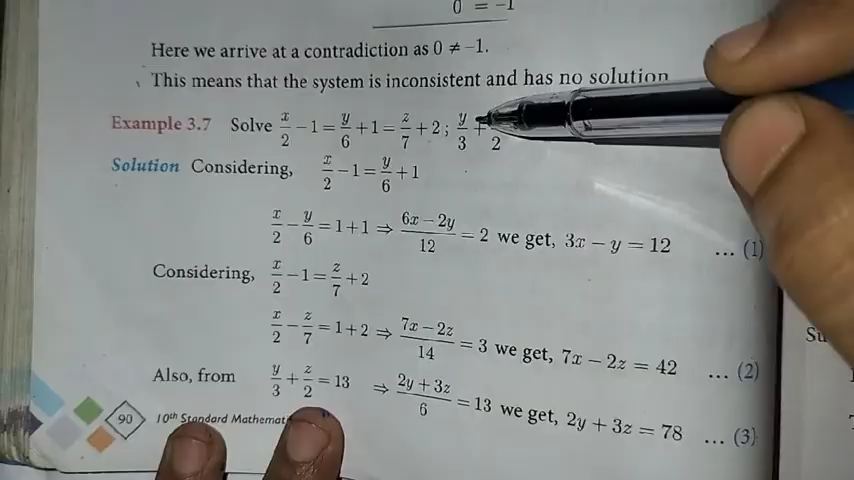 0 = -1
Here we arrive at a contradiction as 0 ≠ -1.
This means that the system is inconsistent and has no solution
Example 3.7 Solve x/2 - 1 = y/6 + 1 = z/7 + 2 ; y/3 + /2
Solution Considering, x/2 - 1 = y/6 + 1
x/2 - y/6 = 1 + 1 ⇒ (6x - 2y)/12 = 2 we get, 3x - y = 12 ... (1)
Considering, x/2 - 1 = z/7 + 2
x/2 - z/7 = 1 + 2 ⇒ (7x - 2z)/14 = 3 we get, 7x - 2z = 42 ... (2)
Also, from y/3 + z/2 = 13 ⇒ (2y + 3z)/6 = 13 we get, 2y + 3z = 78 ... (3)
90 10th Standard Mathemat
Su